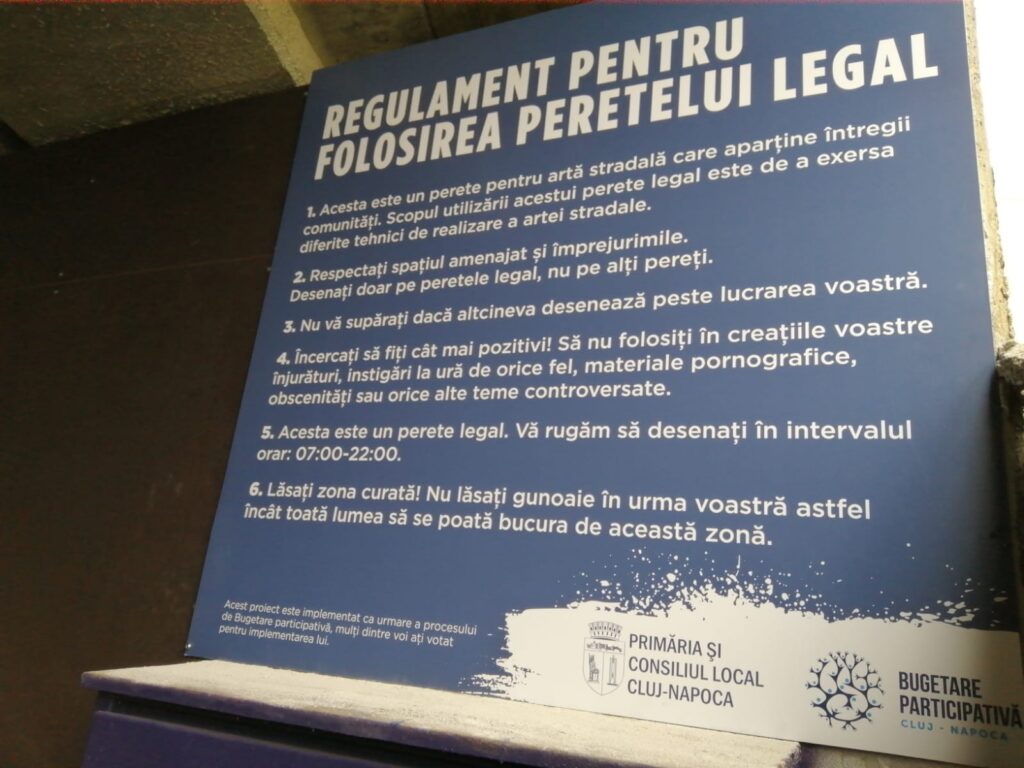 REGULAMENT PENTRU
FOLOSIREA PERETELUI LEGAL
1. Acesta este un perete pentru artă stradală care aparține întregii
comunități. Scopul utilizării acestui perete legal este de a exersa
diferite tehnici de realizare a artei stradale.
2. Respectați spațiul amenajat și împrejurimile.
Desenați doar pe peretele legal, nu pe alți pereți.
3. Nu vă supărați dacă altcineva desenează peste lucrarea voastră.
4. Încercați să fiți cât mai pozitivi! Să nu folosiți în creațiile voastre
înjurături, instigări la ură de orice fel, materiale pornografice,
obscenități sau orice alte teme controversate.
5. Acesta este un perete legal. Vă rugăm să desenați în intervalul
orar: 07:00-22:00.
6. Lăsați zona curată! Nu lăsați gunoaie în urma voastră astfel
încât toată lumea să se poată bucura de această zonă.
Acest proiect este implementat ca urmare a procesului
de Bugetare participativă, mulți dintre voi ați votat
pentru implementarea lui.
PRIMĂRIA ȘI
CONSILIUL LOCAL
CLUJ-NAPOCA
BUGETARE
PARTICIPATIVĂ
CLUJ - NAPOCA